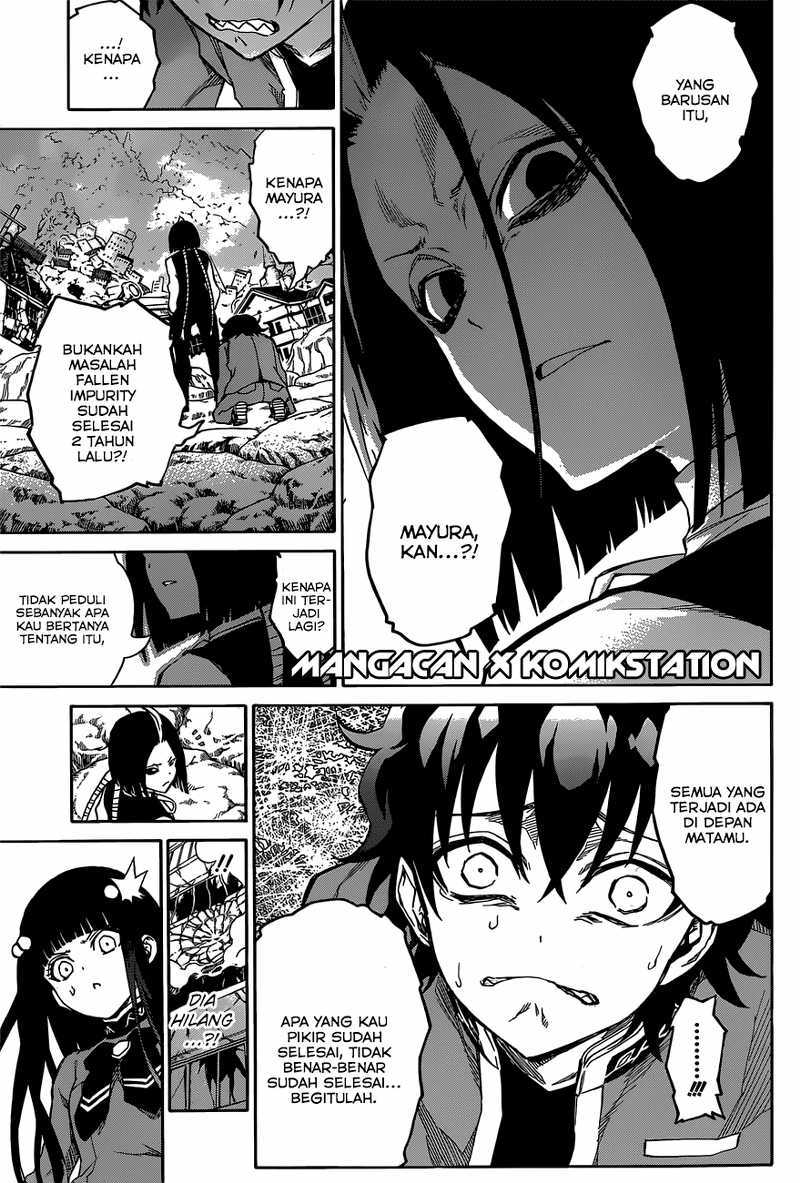 YANG
BARUSAN
ITU,
MAYURA,
KAN...?!
...!
KENAPA
...
KENAPA
MAYURA
...?!
BUKANKAH
MASALAH
FALLEN
IMPURITY
SUDAH
SELESAI
2 TAHUN
LALU?!
KENAPA
INI TER-
JADI
LAGI?
TIDAK PEDULI
SEBANYAK APA
KAU BERTANYA
TENTANG ITU,
MANGACAN X KOMIKSTATION
SEMUA YANG
TERJADI ADA
DI DEPAN
MATAMU.
.........!!!
APA YANG KAU
PIKIR SUDAH
SELESAI, TIDAK
BENAR-BENAR
SUDAH SELESAI...
BEGITULAH.
!!
DIA
HILANG
...?!